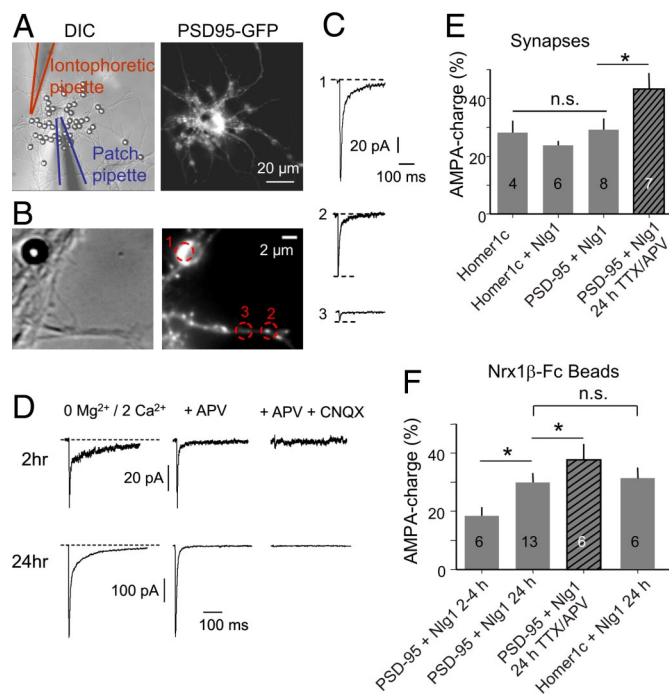 A
DIC
PSD95-GFP
Iontophoretic
pipette
Patch
pipette
20 µm
B
2 µm
1
3
2
C
1
20 pA
100 ms
2
3
D
0 Mg²⁺ / 2 Ca²⁺
+ APV
+ APV + CNQX
2hr
20 pA
24hr
100 pA
100 ms
E
Synapses
AMPA-charge (%)
40
20
0
n.s.
*
4
6
8
7
Homer1c
Homer1c + Nlg1
PSD-95 + Nlg1
PSD-95 + Nlg1
24 h TTX/APV
F
Nrx1β-Fc Beads
AMPA-charge (%)
60
40
20
0
n.s.
*
*
6
13
6
6
PSD-95 + Nlg1 2-4 h
PSD-95 + Nlg1 24 h
PSD-95 + Nlg1
24 h TTX/APV
Homer1c + Nlg1 24 h